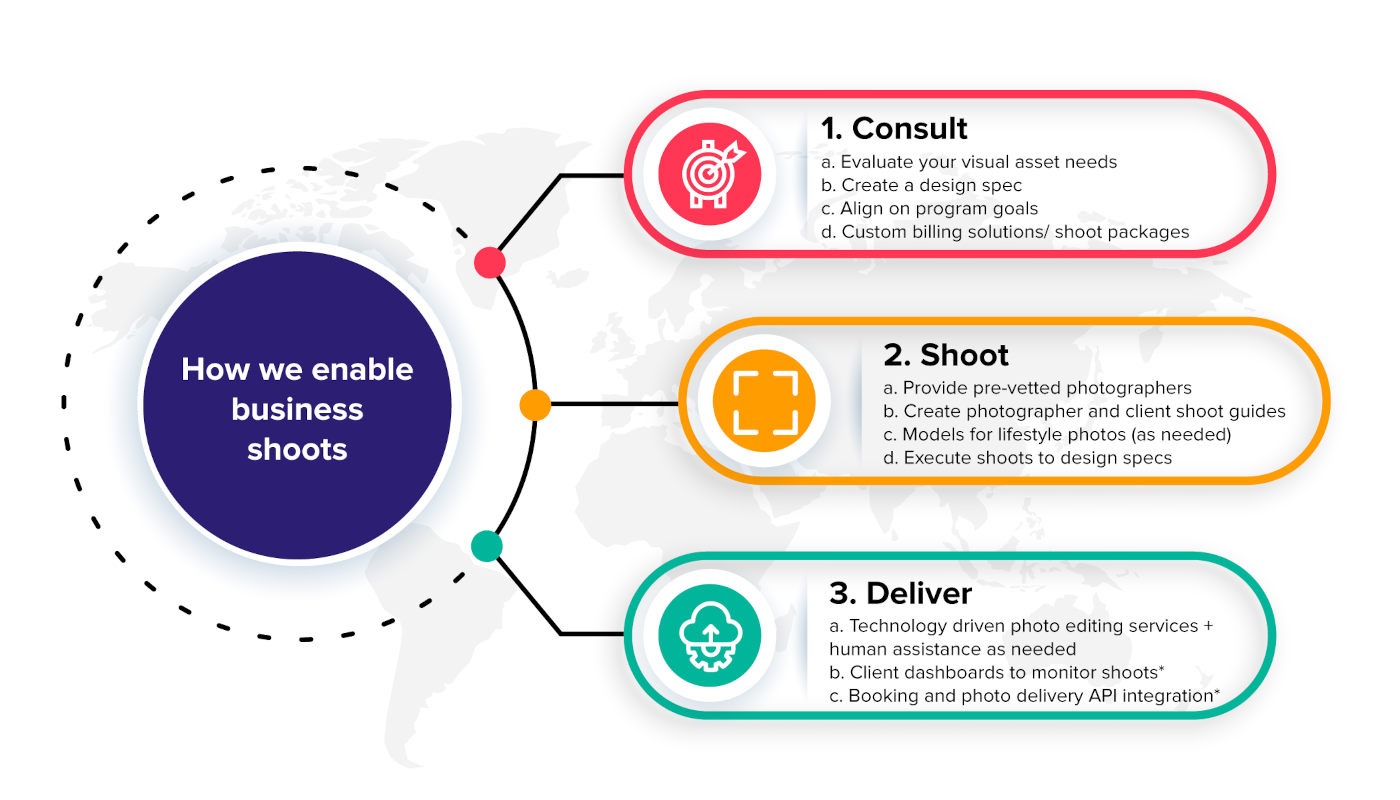 How we enable
business
shoots
1. Consult
a. Evaluate your visual asset needs
b. Create a design spec
c. Align on program goals
d. Custom billing solutions/ shoot packages
2. Shoot
a. Provide pre-vetted photographers
b. Create photographer and client shoot guides
c. Models for lifestyle photos (as needed)
d. Execute shoots to design specs
3. Deliver
a. Technology driven photo editing services +
human assistance as needed
b. Client dashboards to monitor shoots*
c. Booking and photo delivery API integration*